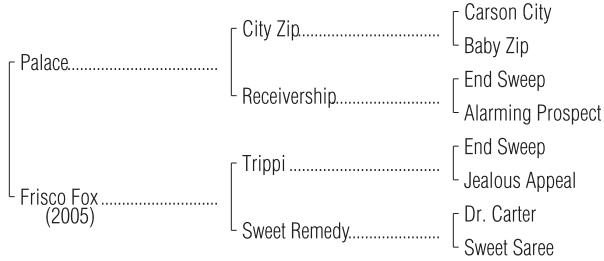 Carson City
City Zip
Baby Zip
Palace
End Sweep
Receivership
Alarming Prospect
End Sweep
Trippi
Jealous Appeal
Frisco Fox
(2005)
Dr. Carter
Sweet Remedy
Sweet Saree